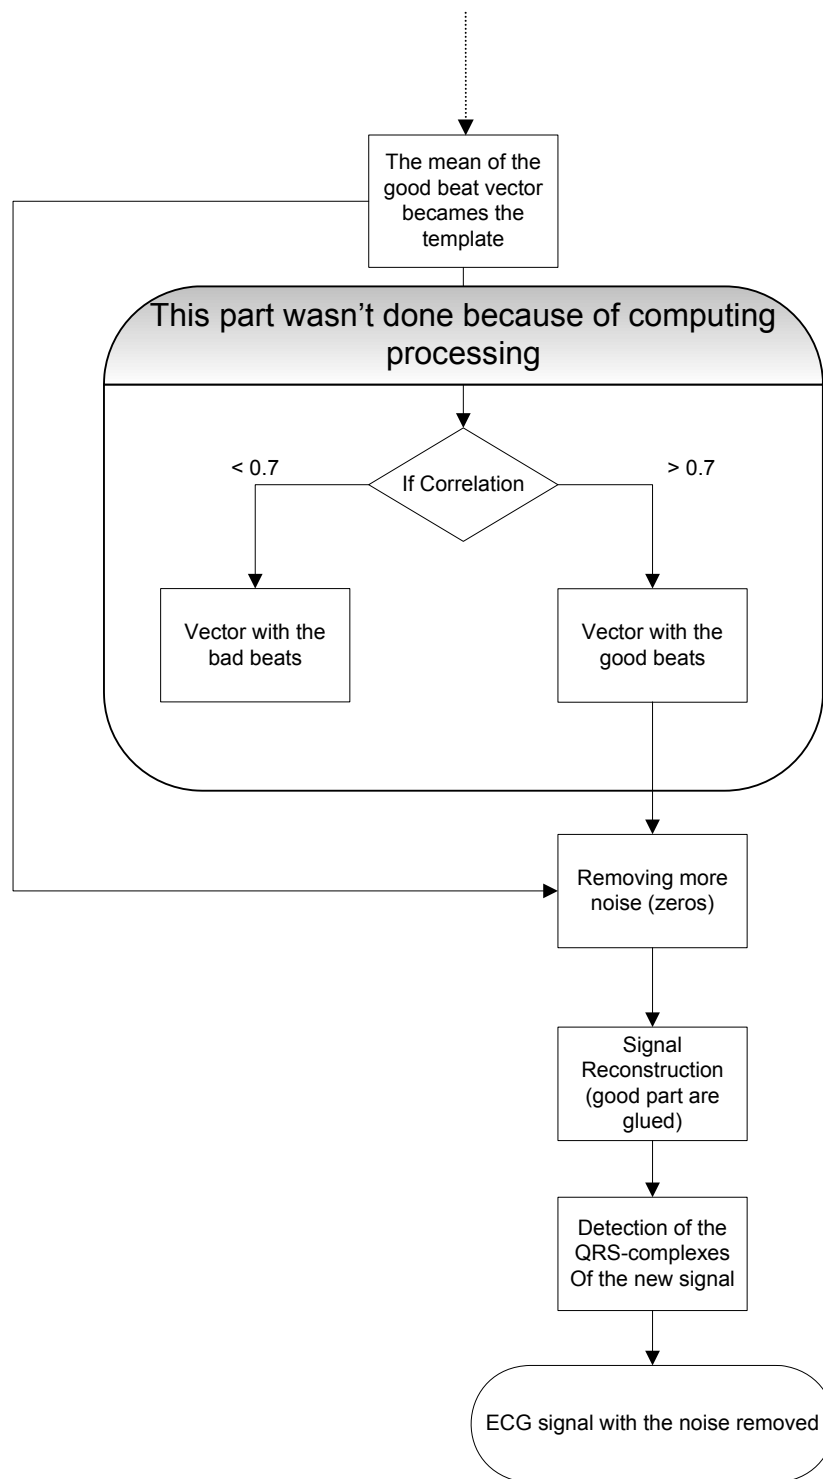 The mean of the
good beat vector
becames the
template
This part wasn't done because of computing
processing
< 0.7
> 0.7
If Correlation
Vector with the
bad beats
Vector with the
good beats
Removing more
noise (zeros)
Signal
Reconstruction
(good part are
glued)
Detection of the
QRS-complexes
Of the new signal
ECG signal with the noise removed